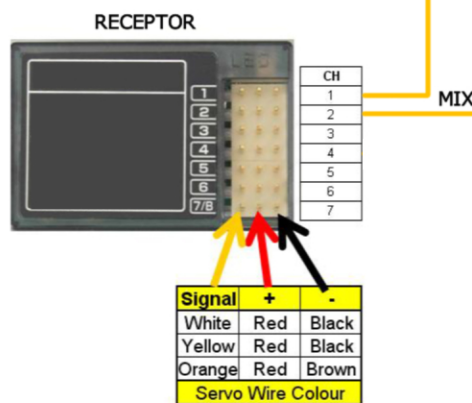 RECEPTOR
1
2
3
4
5
6
7/B
CH
1
2
3
4
5
6
7
MIX
Signal + -
White Red Black
Yellow Red Black
Orange Red Brown
Servo Wire Colour